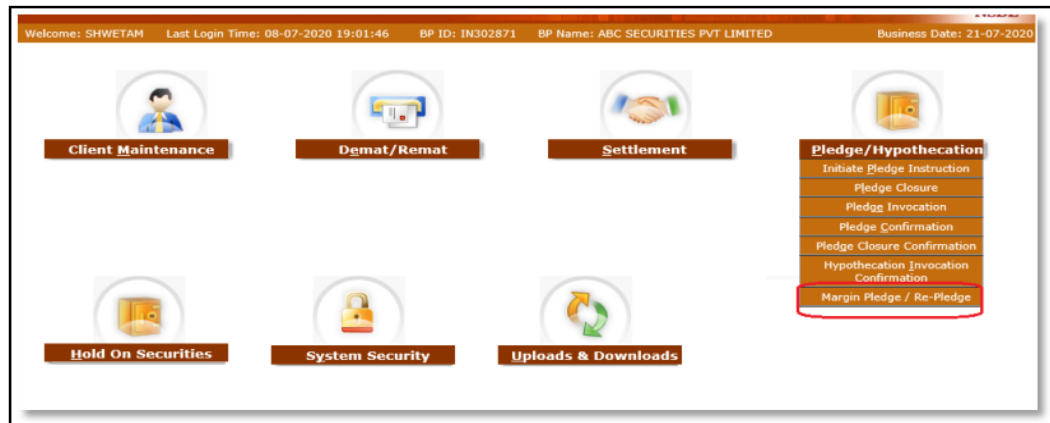 Welcome: SHWETAM Last Login Time: 08-07-2020 19:01:46 BP ID: IN302871 BP Name: ABC SECURITIES PVT LIMITED Business Date: 21-07-2020
Client Maintenance
Demat/Remat
Settlement
Pledge/Hypothecation
Initiate Pledge Instruction
Pledge Closure
Pledge Invocation
Pledge Confirmation
Pledge Closure Confirmation
Hypothecation Invocation
Confirmation
Margin Pledge / Re-Pledge
Hold On Securities
System Security
Uploads & Downloads